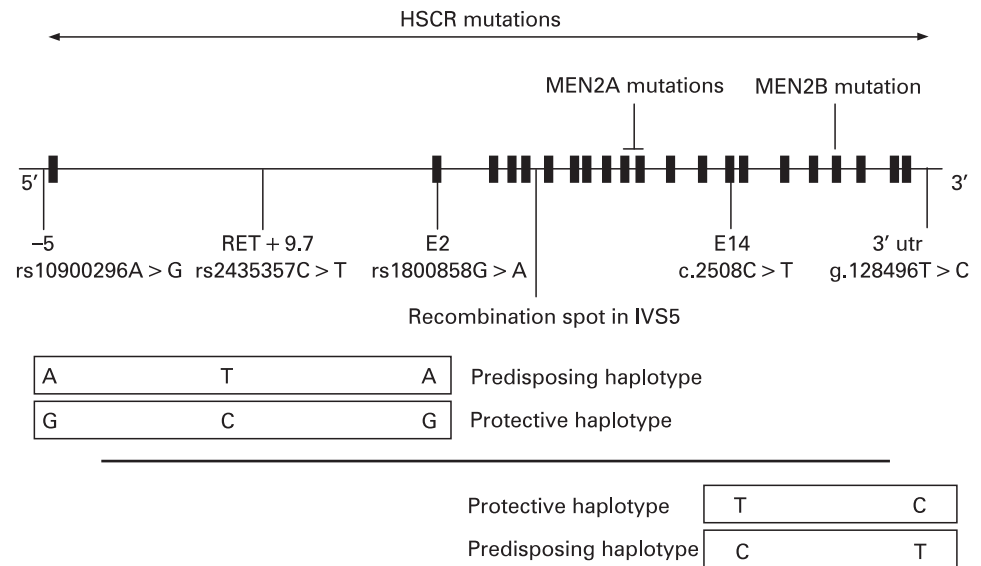 HSCR mutations
MEN2A mutations MEN2B mutation
5′ 3′
–5 RET + 9.7 E2 E14 3′ utr
rs10900296A > G rs2435357C > T rs1800858G > A c.2508C > T g.128496T > C
Recombination spot in IVS5
A T A Predisposing haplotype
G C G Protective haplotype
Protective haplotype T C
Predisposing haplotype C T